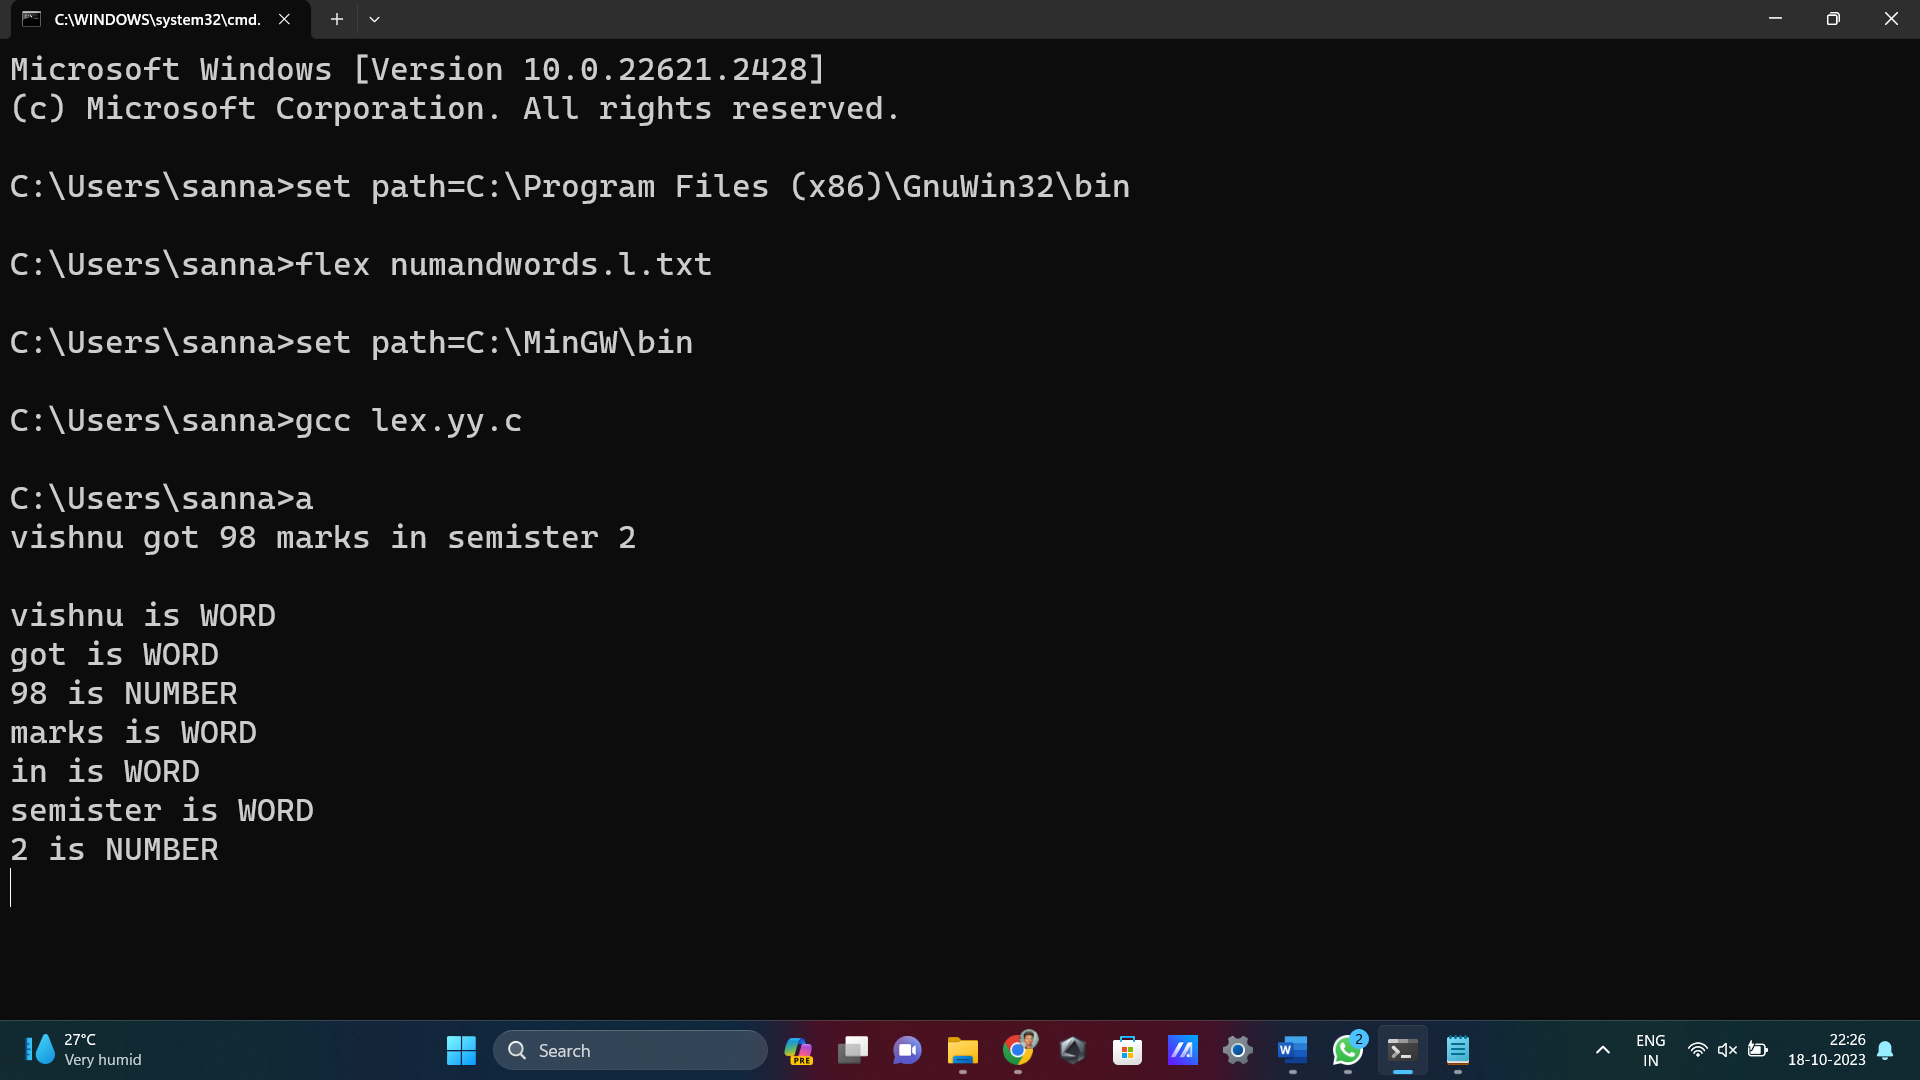 C:\WINDOWS\system32\cmd.
Microsoft Windows [Version 10.0.22621.2428]
(c) Microsoft Corporation. All rights reserved.
C:\Users\sanna>set path=C:\Program Files (x86)\GnuWin32\bin
C:\Users\sanna>flex numandwords.l.txt
C:\Users\sanna>set path=C:\MinGW\bin
C:\Users\sanna>gcc lex.yy.c
C:\Users\sanna>a
vishnu got 98 marks in semister 2
vishnu is WORD
got is WORD
98 is NUMBER
marks is WORD
in is WORD
semister is WORD
2 is NUMBER
27°C
Very humid
Search
PRE
W
2
ENG
IN
22:26
18-10-2023